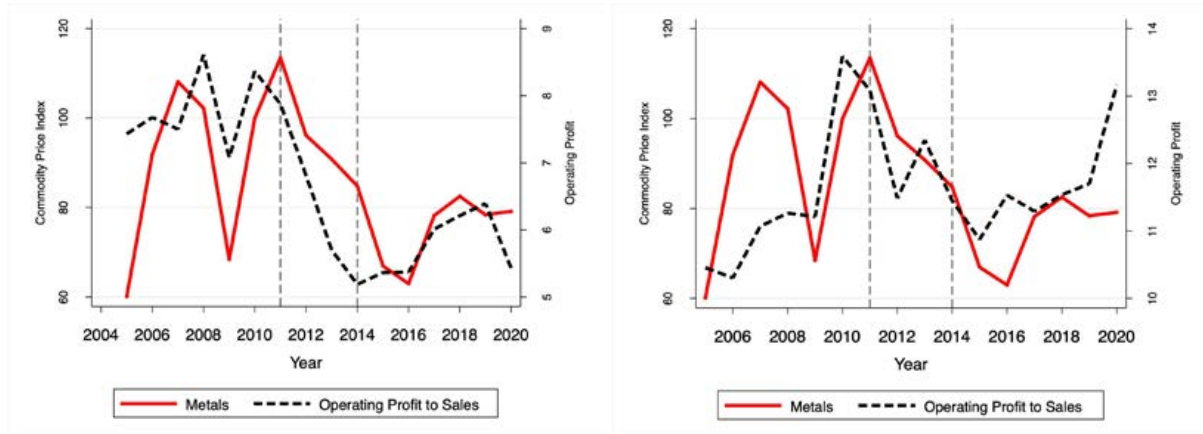 120
100
80
60
Commodity Price Index
9
8
7
6
5
Operating Profit
2004 2006 2008 2010 2012 2014 2016 2018 2020
Year
Metals Operating Profit to Sales
120
100
80
60
Commodity Price Index
14
13
12
11
10
Operating Profit
2006 2008 2010 2012 2014 2016 2018 2020
Year
Metals Operating Profit to Sales